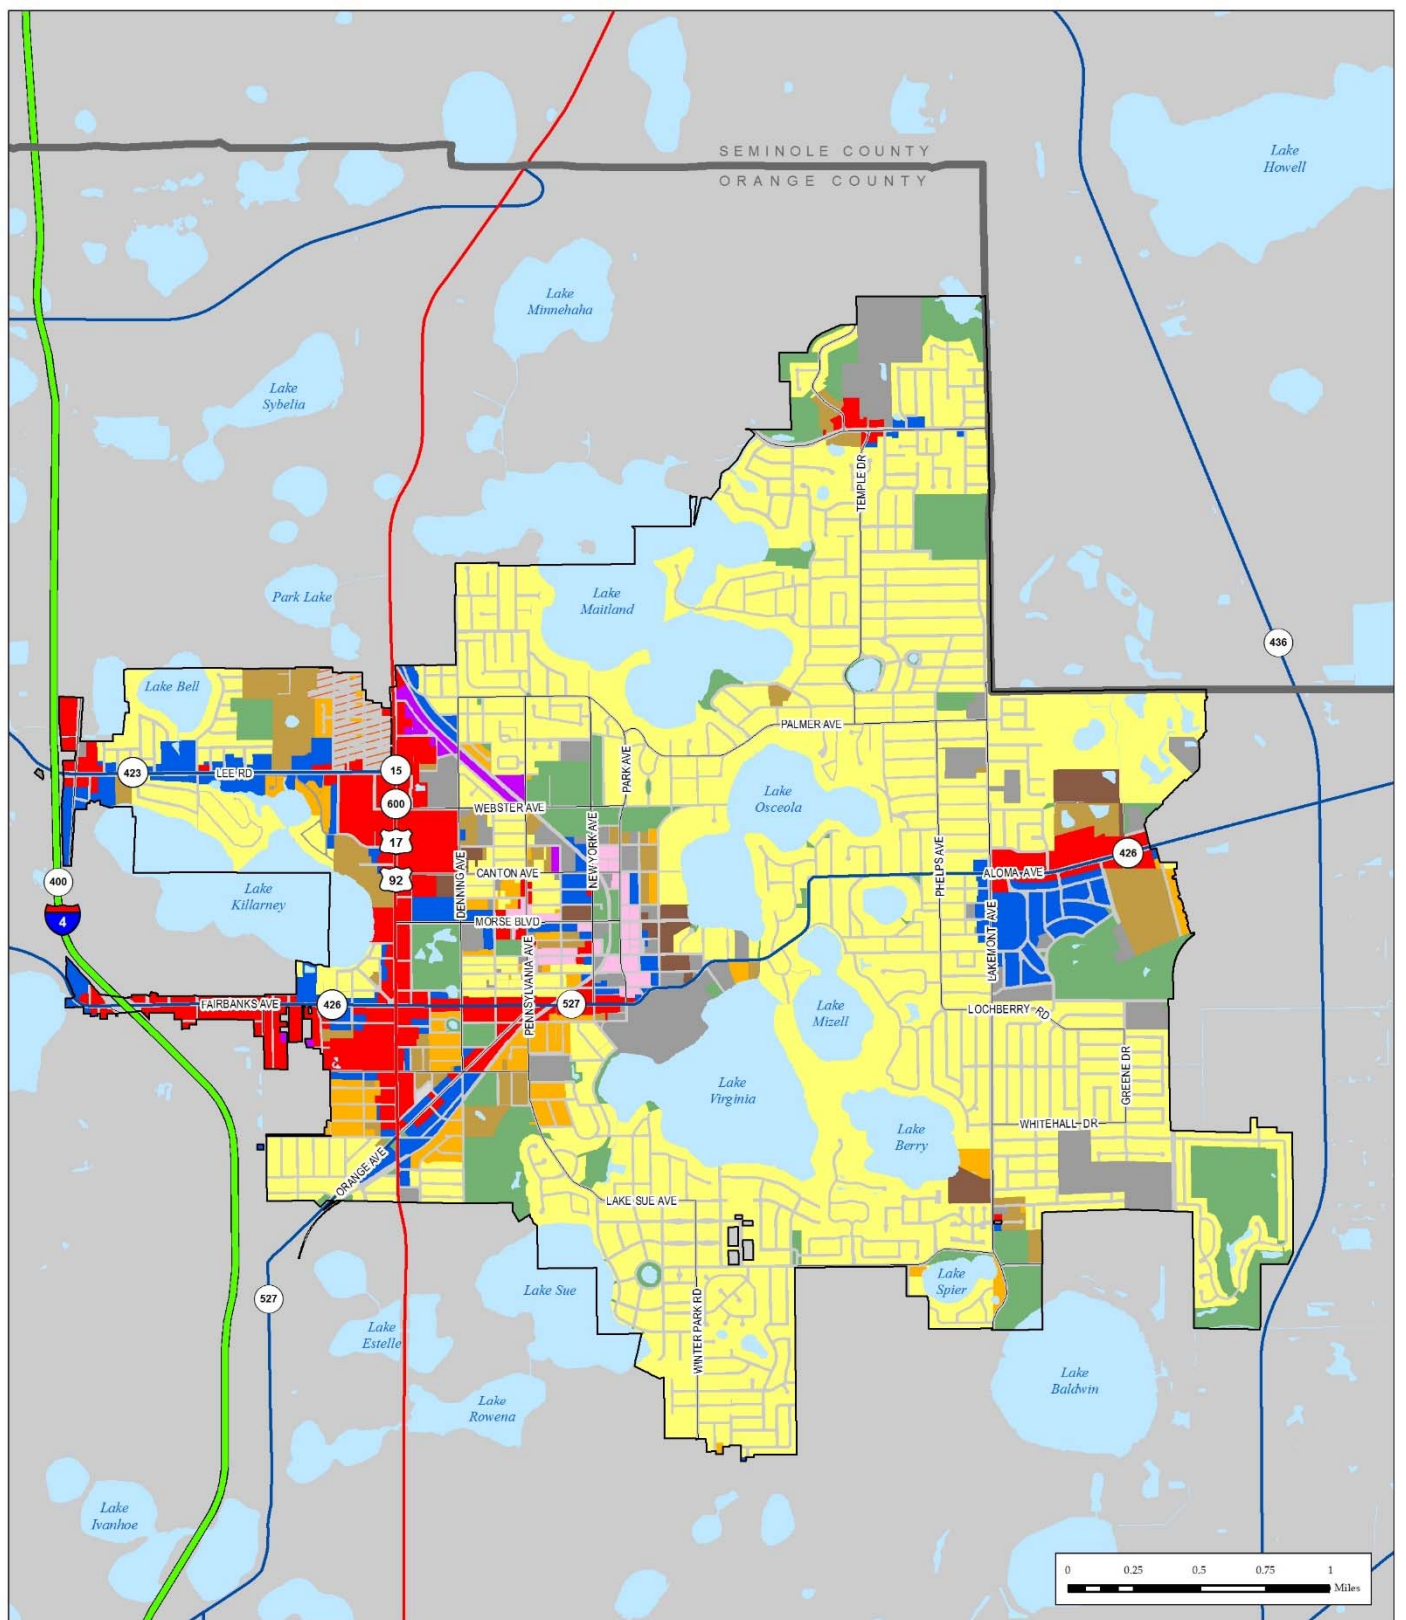 SEMINOLE COUNTY
ORANGE COUNTY
Lake
Howell
Lake
Minnehaha
Lake
Sybelia
TEMPLE DR
Park Lake
Lake
Maitland
436
Lake Bell
PALMER AVE
PARK AVE
423
LEE RD
15
600
WEBSTER AVE
Lake
Osceola
17
NEW YORK AVE
PHELPS AVE
426
92
DENNING AVE
CANTON AVE
ALOMA AVE
400
4
Lake
Killarney
MORSE BLVD
LAKEMONT AVE
PENNSYLVANIA AVE
FAIRBANKS AVE
426
527
Lake
Mizell
LOCHBERRY RD
GREENE DR
Lake
Virginia
Lake
Berry
WHITEHALL DR
ORANGE AVE
LAKE SUE AVE
527
Lake Sue
Lake
Spier
WINTER PARK RD
Lake
Estelle
Lake
Baldwin
Lake
Rowena
Lake
Ivanhoe
0 0.25 0.5 0.75 1
Miles